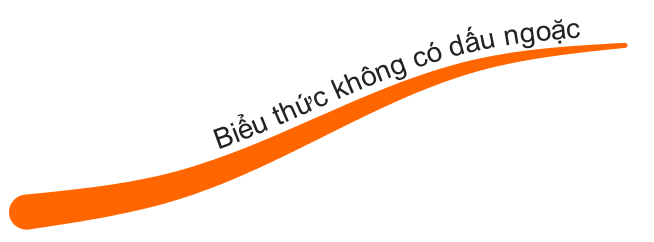 Biểu thức không có dấu ngoặc